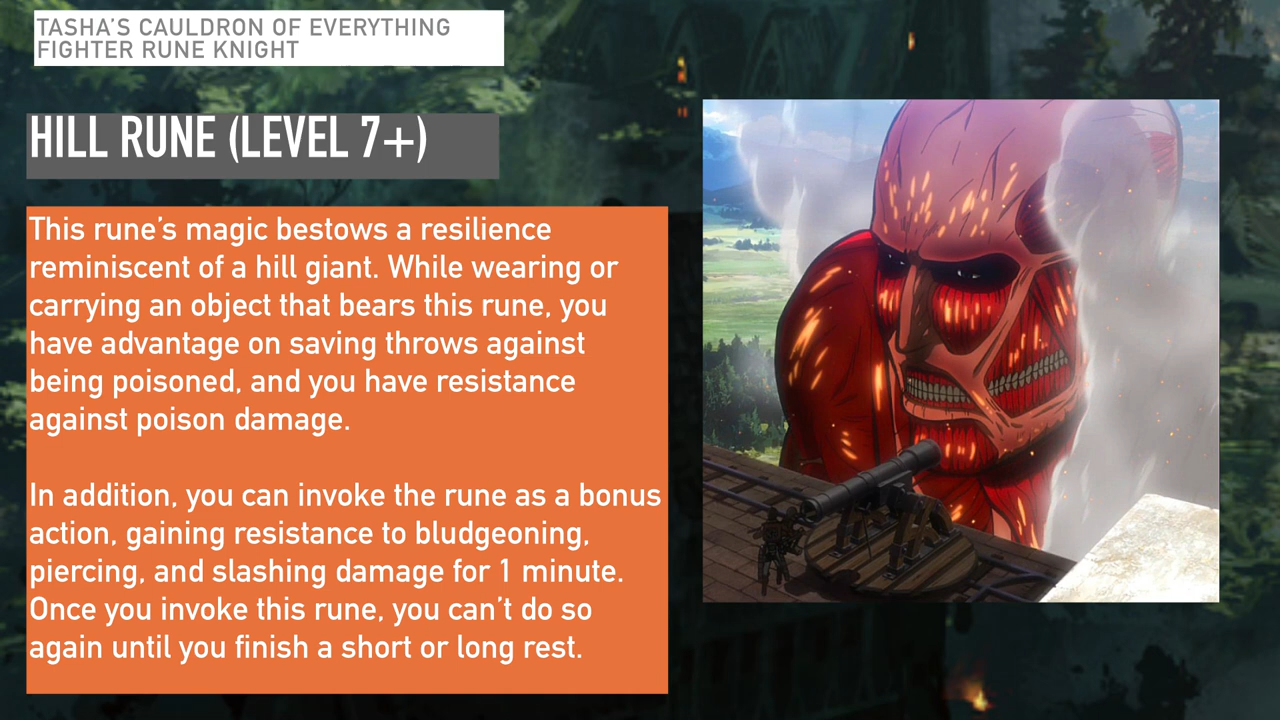 TASHA'S CAULDRON OF EVERYTHING
FIGHTER RUNE KNIGHT
HILL RUNE (LEVEL 7+)
This rune's magic bestows a resilience
reminiscent of a hill giant. While wearing or
carrying an object that bears this rune, you
have advantage on saving throws against
being poisoned, and you have resistance
against poison damage.
In addition, you can invoke the rune as a bonus
action, gaining resistance to bludgeoning,
piercing, and slashing damage for 1 minute.
Once you invoke this rune, you can't do so
again until you finish a short or long rest.